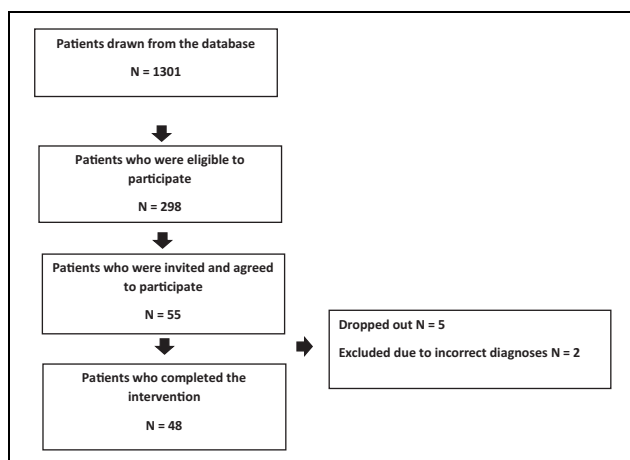 Patients drawn from the database
N = 1301
Patients who were eligible to
participate
N = 298
Patients who were invited and agreed
to participate
N = 55
Dropped out N = 5
Excluded due to incorrect diagnoses N = 2
Patients who completed the
intervention
N = 48